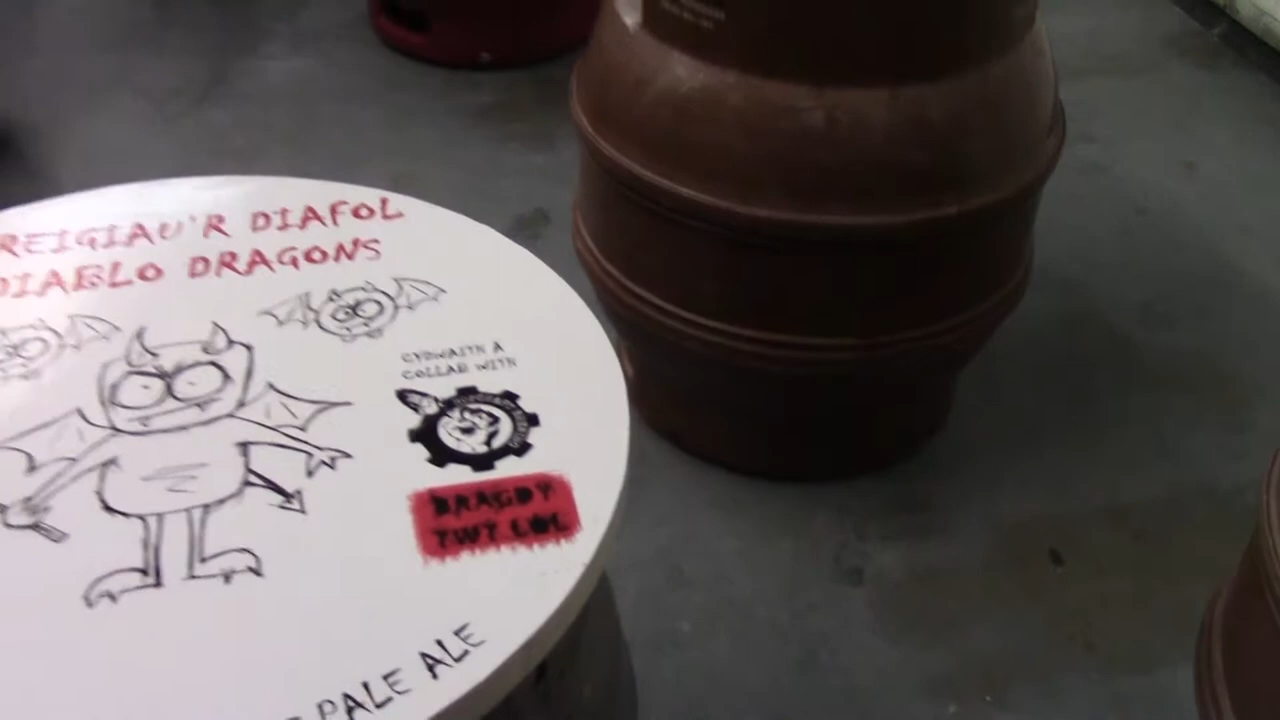 REIGIAU'R DIAFOL
DIABLO DRAGONS
CYDWAITH A
COLLAB WITH
BRAGDY
TWT LOL
PALE ALE